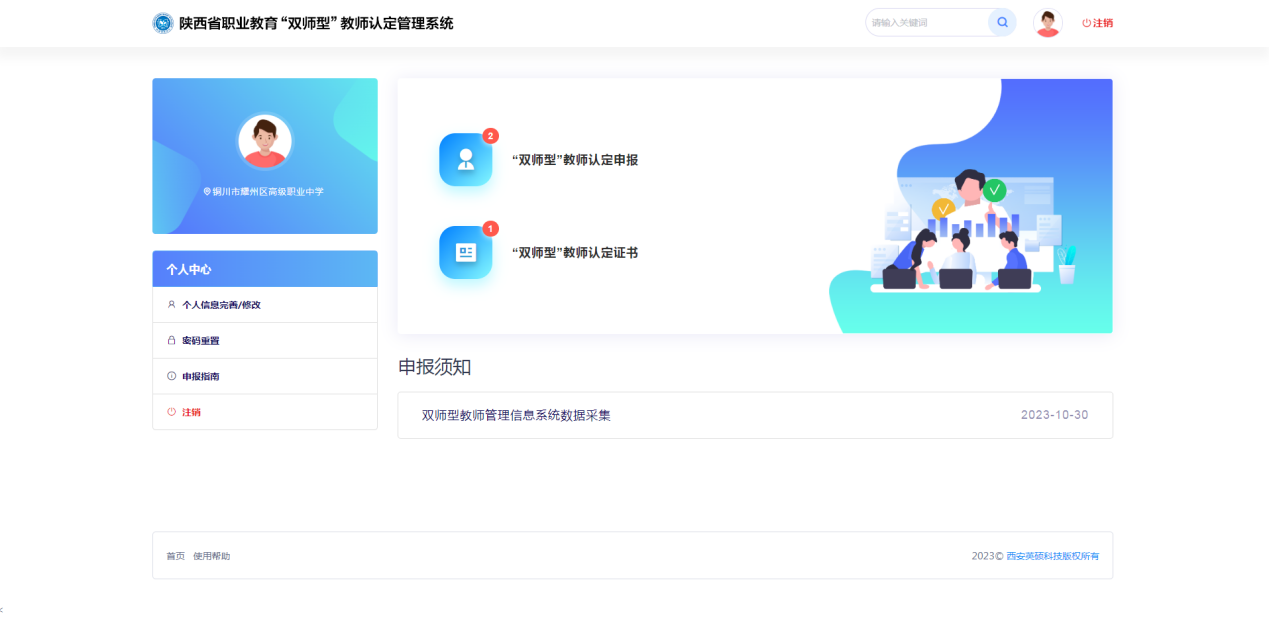 陕西省职业教育“双师型”教师认定管理系统
请输入关键词
注销
铜川市耀州区高级职业中学
个人中心
个人信息完善/修改
密码重置
申报指南
注销
2
“双师型”教师认定申报
1
“双师型”教师认定证书
申报须知
双师型教师管理信息系统数据采集 2023-10-30
首页 使用帮助
2023© 西安英硕科技版权所有